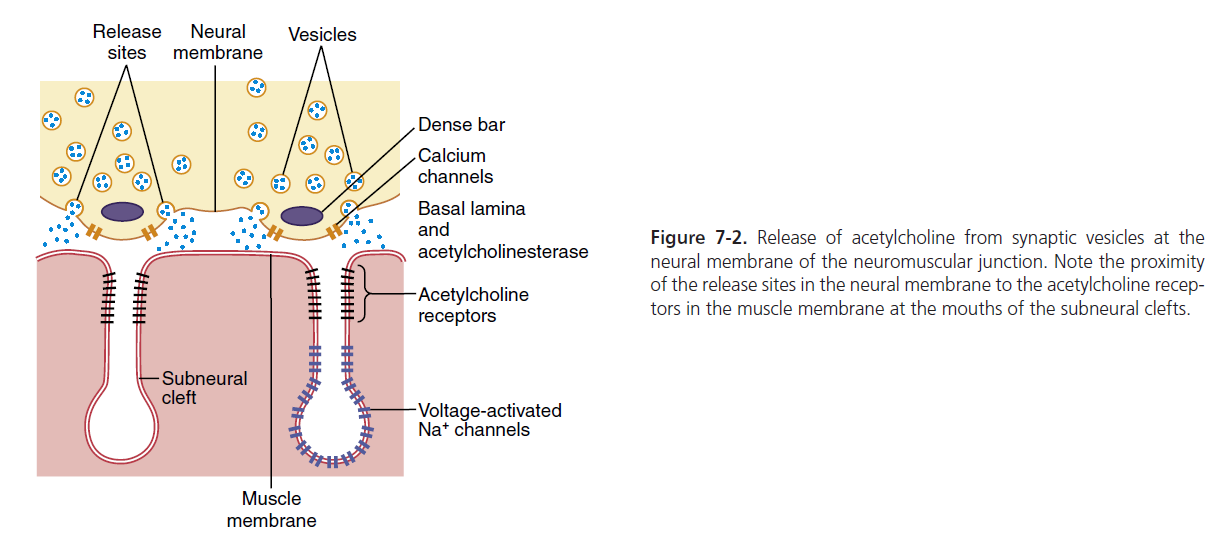 Release sites
Neural membrane
Vesicles
Dense bar
Calcium
channels
Basal lamina
and
acetylcholinesterase
Acetylcholine
receptors
Subneural
cleft
Voltage-activated
Na⁺ channels
Muscle
membrane
Figure 7-2. Release of acetylcholine from synaptic vesicles at the
neural membrane of the neuromuscular junction. Note the proximity
of the release sites in the neural membrane to the acetylcholine recep-
tors in the muscle membrane at the mouths of the subneural clefts.